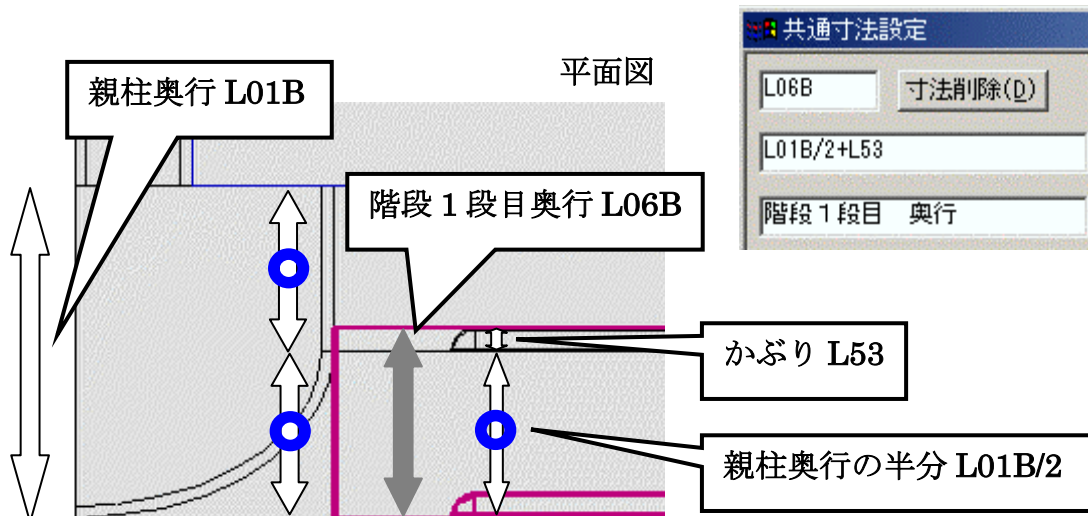 共通寸法設定
L06B
寸法削除(D)
L01B/2+L53
階段１段目　奥行
平面図
親柱奥行 L01B
階段１段目奥行 L06B
かぶり L53
親柱奥行の半分 L01B/2